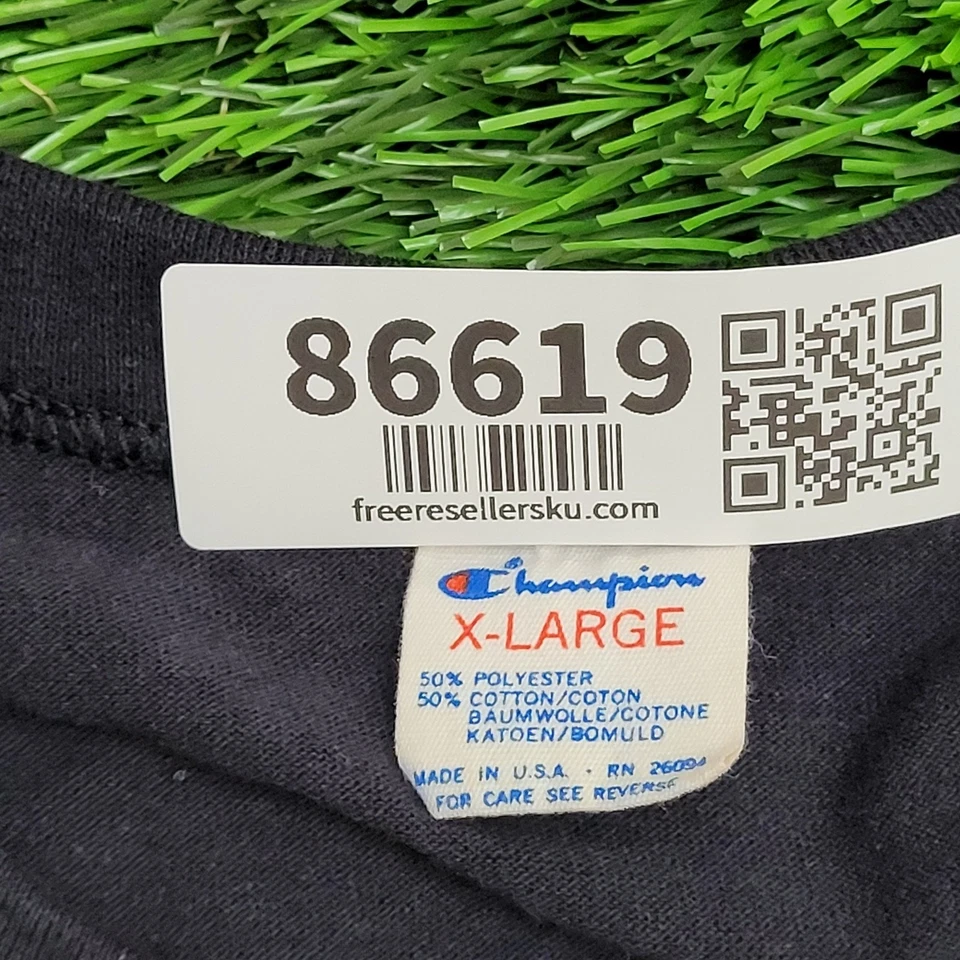 86619
freeresellersku.com
Champion
X-LARGE
50% POLYESTER
50% COTTON/COTON
BAUMWOLLE/COTONE
KATOEN/BOMULD
MADE IN U.S.A. · RN 26094
FOR CARE SEE REVERSE